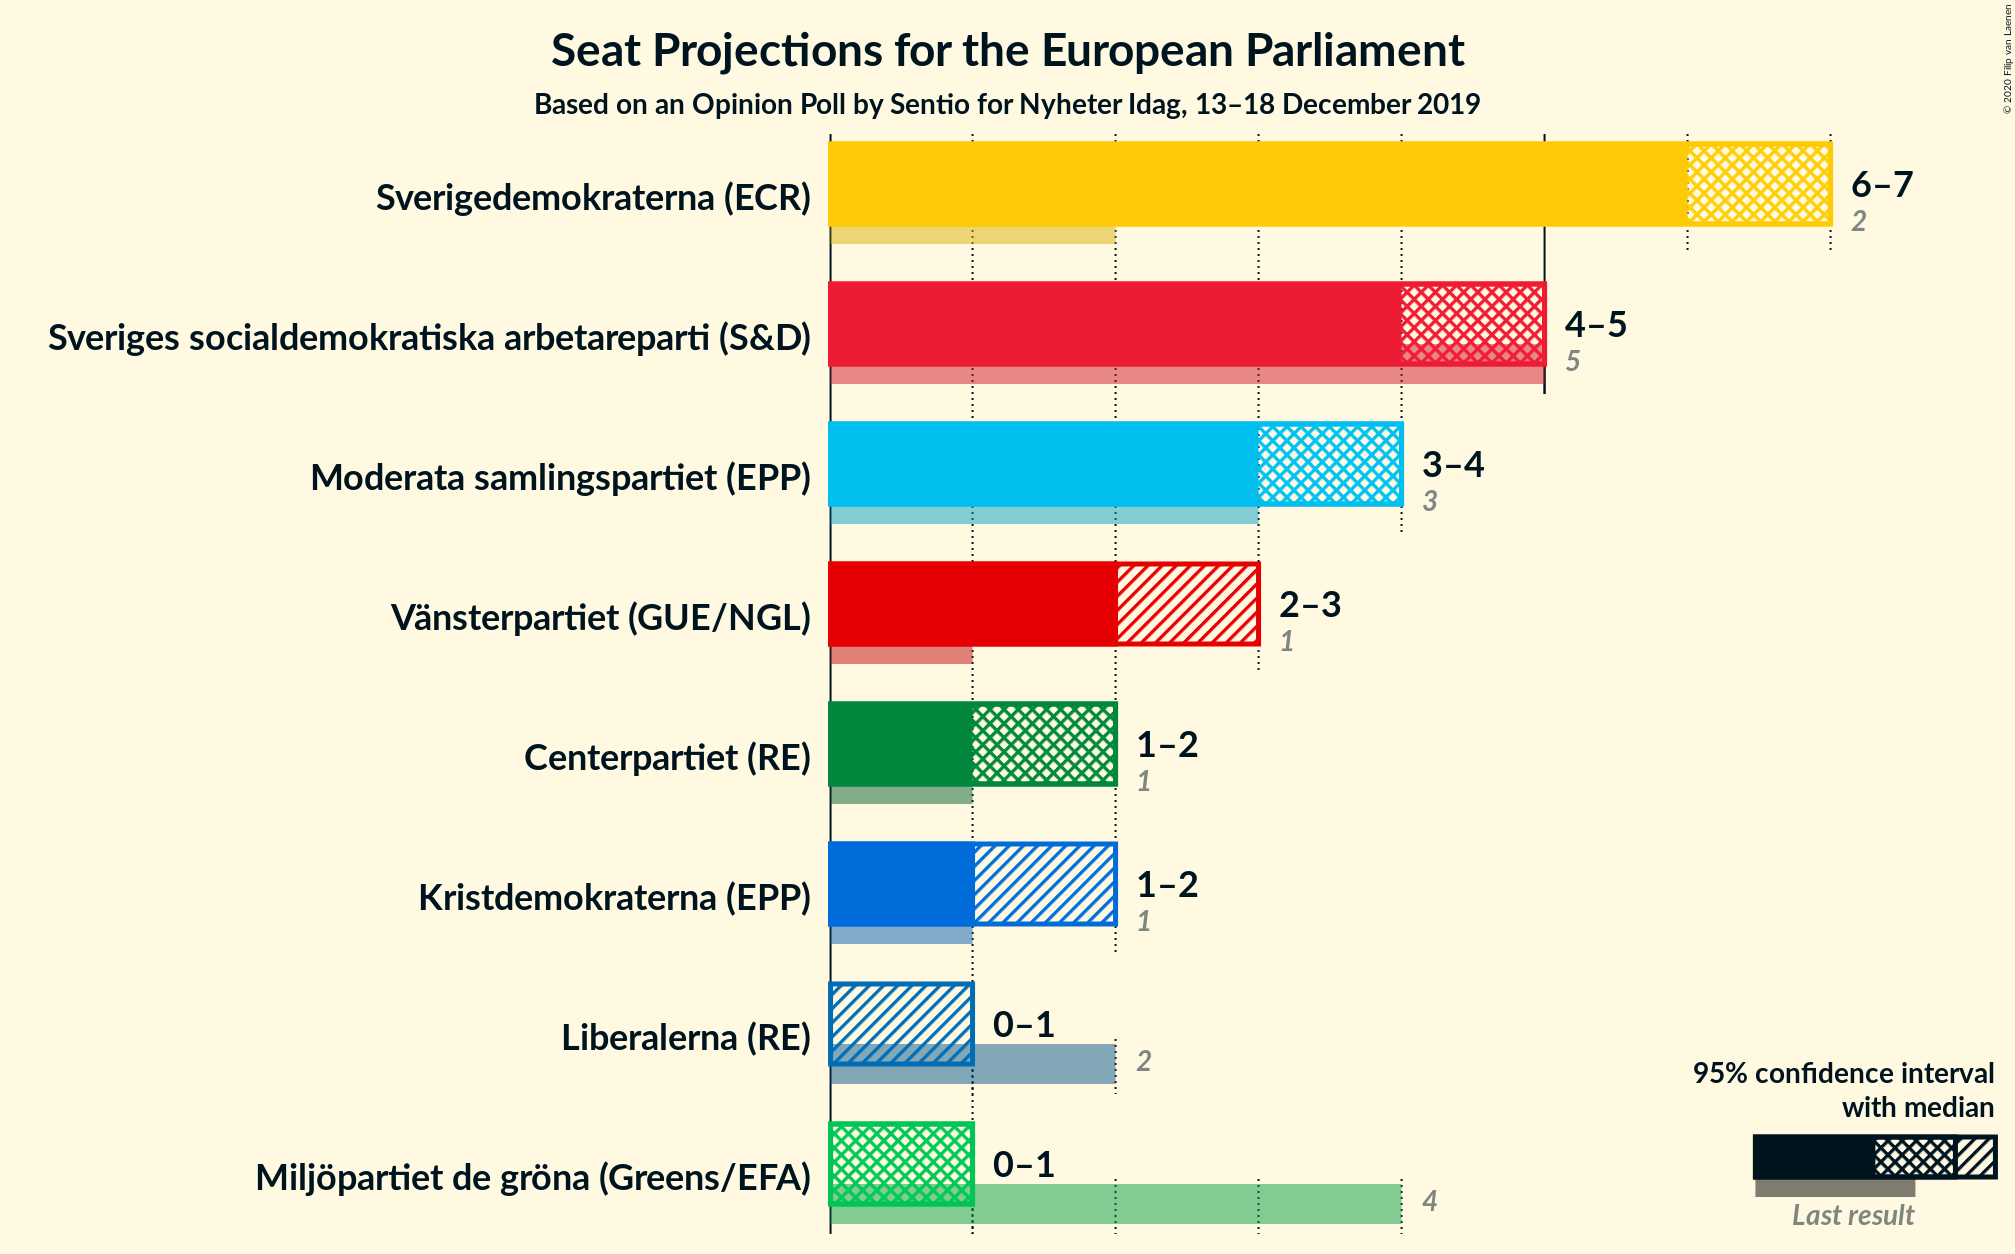 Seat Projections for the European Parliament
Based on an Opinion Poll by Sentio for Nyheter Idag, 13–18 December 2019
© 2020 Filip van Laenen
Sverigedemokraterna (ECR)
6–7
2
Sveriges socialdemokratiska arbetareparti (S&D)
4–5
5
Moderata samlingspartiet (EPP)
3–4
3
Vänsterpartiet (GUE/NGL)
2–3
1
Centerpartiet (RE)
1–2
1
Kristdemokraterna (EPP)
1–2
1
Liberalerna (RE)
0–1
2
Miljöpartiet de gröna (Greens/EFA)
0–1
4
95% confidence interval
with median
Last result